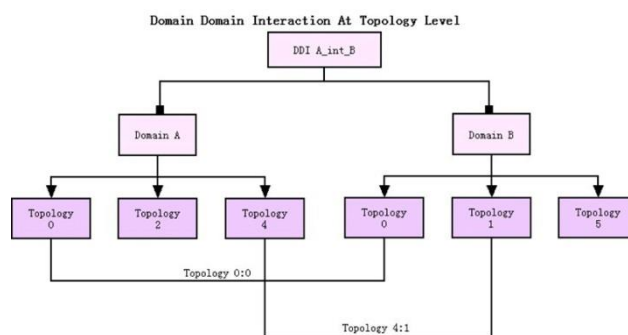 Domain Domain Interaction At Topology Level
DDI A_int_B
Domain A
Domain B
Topology
0
Topology
2
Topology
4
Topology
0
Topology
1
Topology
5
Topology 0:0
Topology 4:1